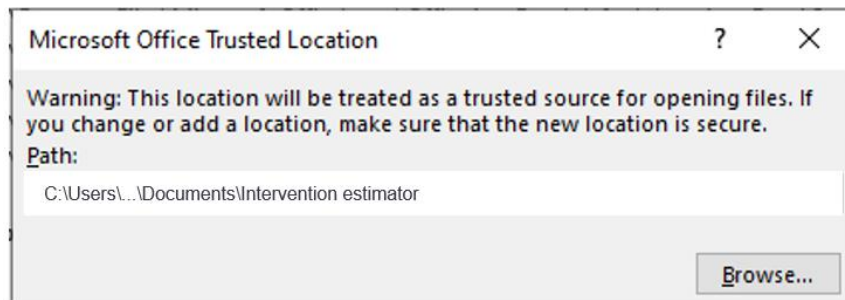 Microsoft Office Trusted Location ? X
Warning: This location will be treated as a trusted source for opening files. If
you change or add a location, make sure that the new location is secure.
Path:
C:\Users\...\Documents\Intervention estimator
Browse...